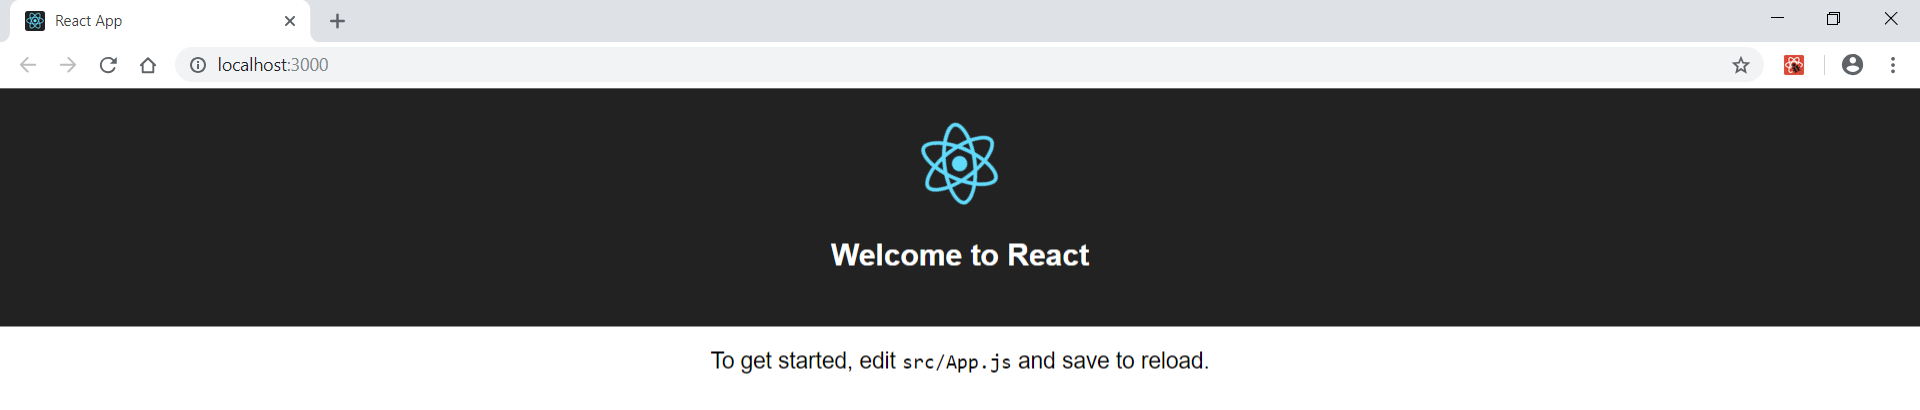 React App
localhost:3000
Welcome to React
To get started, edit src/App.js and save to reload.